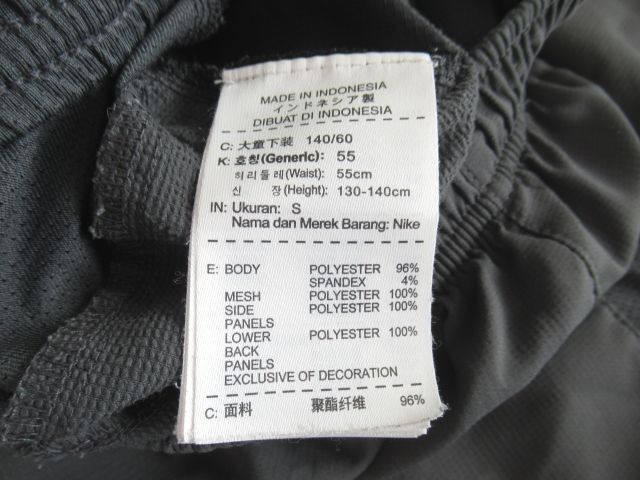 MADE IN INDONESIA
インドネシア製
DIBUAT DI INDONESIA
C: 大童下装 140/60
K: 호칭(Generic): 55
허리둘레(Waist): 55cm
신 장(Height): 130-140cm
IN: Ukuran: S
Nama dan Merek Barang: Nike
E: BODY POLYESTER 96%
SPANDEX 4%
MESH POLYESTER 100%
SIDE POLYESTER 100%
PANELS
LOWER POLYESTER 100%
BACK
PANELS
EXCLUSIVE OF DECORATION
C: 面料 聚酯纤维 96%